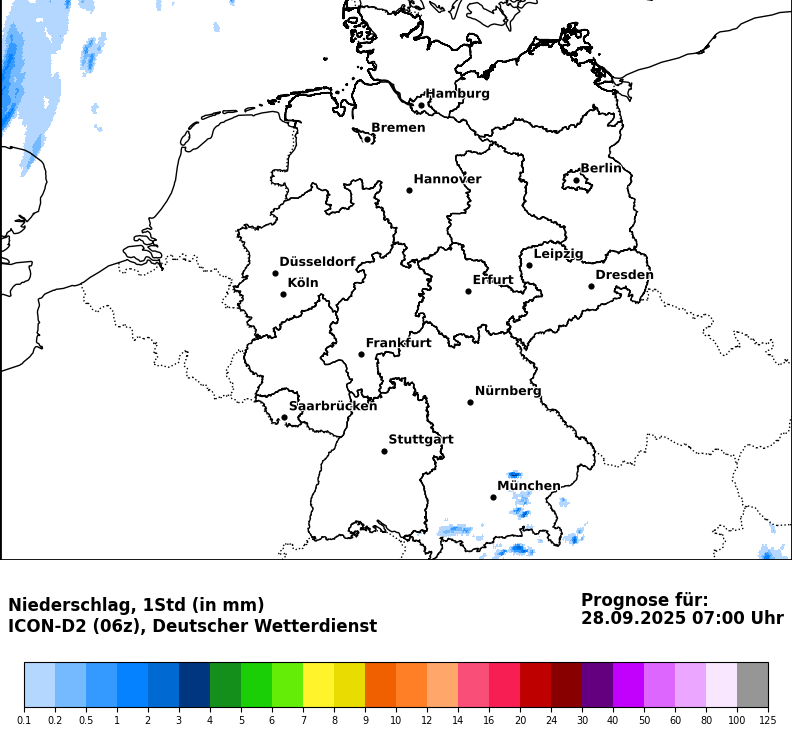 Hamburg
Bremen
Berlin
Hannover
Leipzig
Düsseldorf
Dresden
Köln
Erfurt
Frankfurt
Nürnberg
Saarbrücken
Stuttgart
München
Niederschlag, 1Std (in mm)
ICON-D2 (06z), Deutscher Wetterdienst
Prognose für:
28.09.2025 07:00 Uhr
0.1 0.2 0.5 1 2 3 4 5 6 7 8 9 10 12 14 16 20 24 30 40 50 60 80 100 125